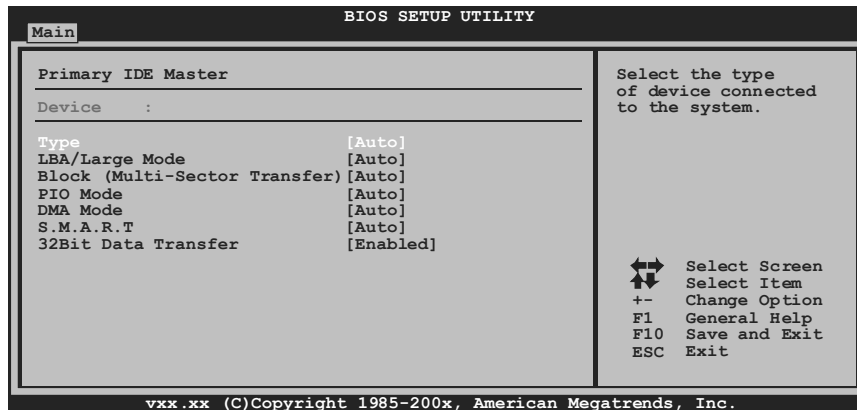 BIOS SETUP UTILITY
Main
Primary IDE Master
Device :
Type [Auto]
LBA/Large Mode [Auto]
Block (Multi-Sector Transfer) [Auto]
PIO Mode [Auto]
DMA Mode [Auto]
S.M.A.R.T [Auto]
32Bit Data Transfer [Enabled]
Select the type
of device connected
to the system.
Select Screen
Select Item
+- Change Option
F1 General Help
F10 Save and Exit
ESC Exit
vxx.xx (C)Copyright 1985-200x, American Megatrends, Inc.